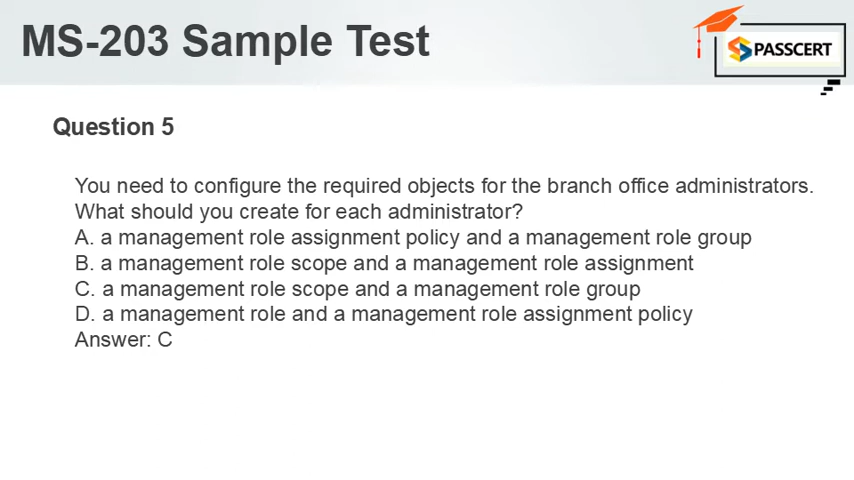 MS-203 Sample Test
PASSCERT
Question 5
You need to configure the required objects for the branch office administrators.
What should you create for each administrator?
A. a management role assignment policy and a management role group
B. a management role scope and a management role assignment
C. a management role scope and a management role group
D. a management role and a management role assignment policy
Answer: C